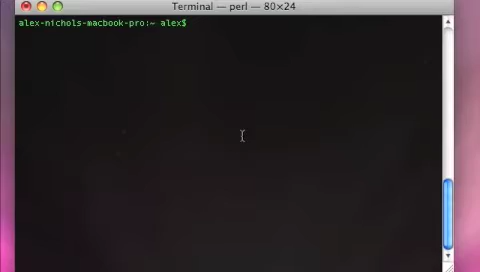 Terminal — perl — 80×24
alex-nichols-macbook-pro:~ alex$